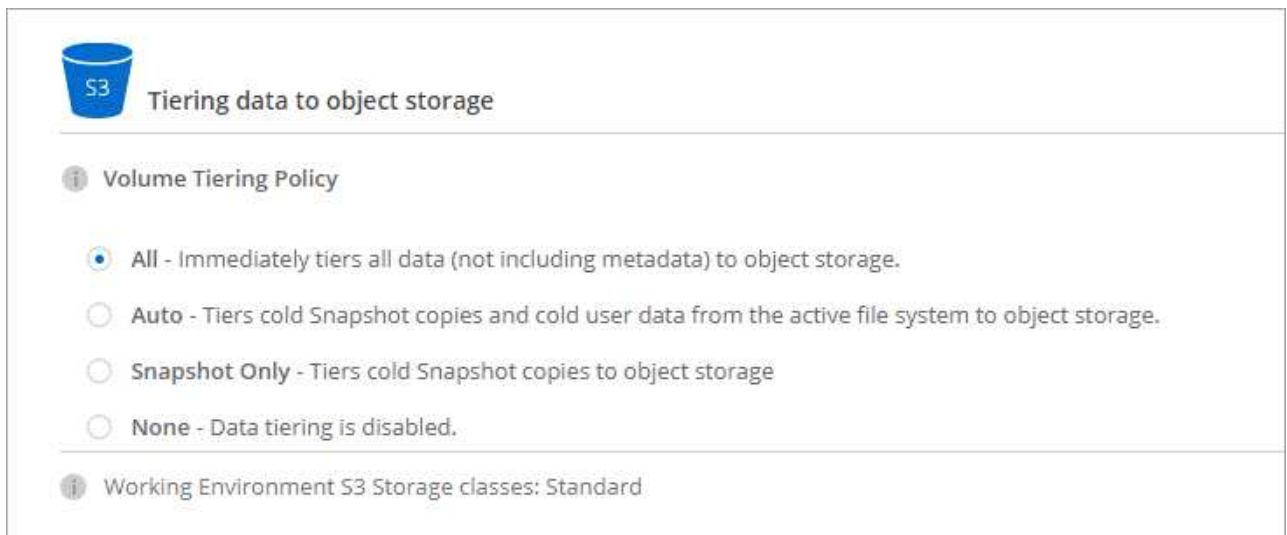 S3
Tiering data to object storage
Volume Tiering Policy
All - Immediately tiers all data (not including metadata) to object storage.
Auto - Tiers cold Snapshot copies and cold user data from the active file system to object storage.
Snapshot Only - Tiers cold Snapshot copies to object storage
None - Data tiering is disabled.
Working Environment S3 Storage classes: Standard